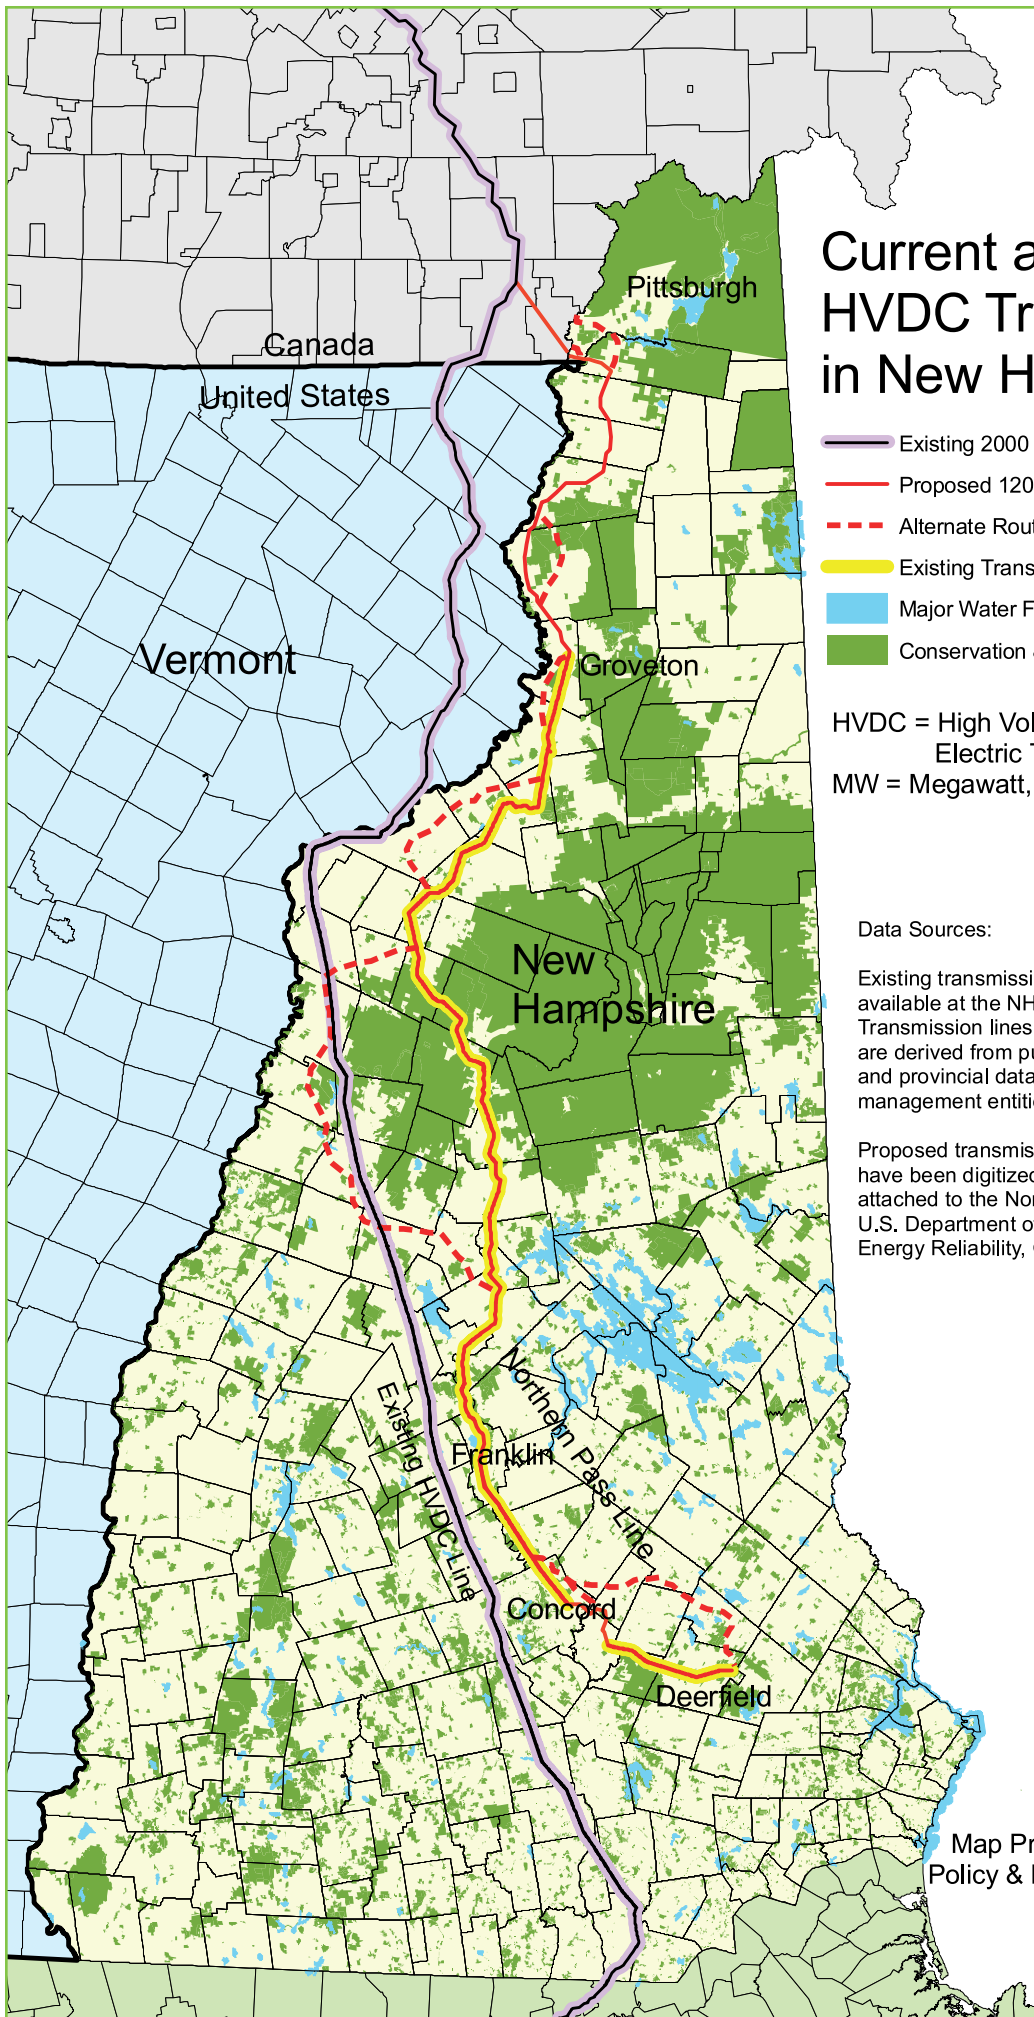 Current a
HVDC Tr
in New H
Existing 2000
Proposed 120
Alternate Rout
Existing Trans
Major Water F
Conservation
HVDC = High Vol
Electric T
MW = Megawatt,
Data Sources:
Existing transmissi
available at the NH
Transmission lines
are derived from pu
and provincial data
management entitie
Proposed transmis
have been digitized
attached to the Nor
U.S. Department o
Energy Reliability,
Map Pr
Policy &
Pittsburgh
Canada
United States
Vermont
Groveton
New
Hampshire
Northern Pass Line
Existing HVDC Line
Franklin
Concord
Deerfield